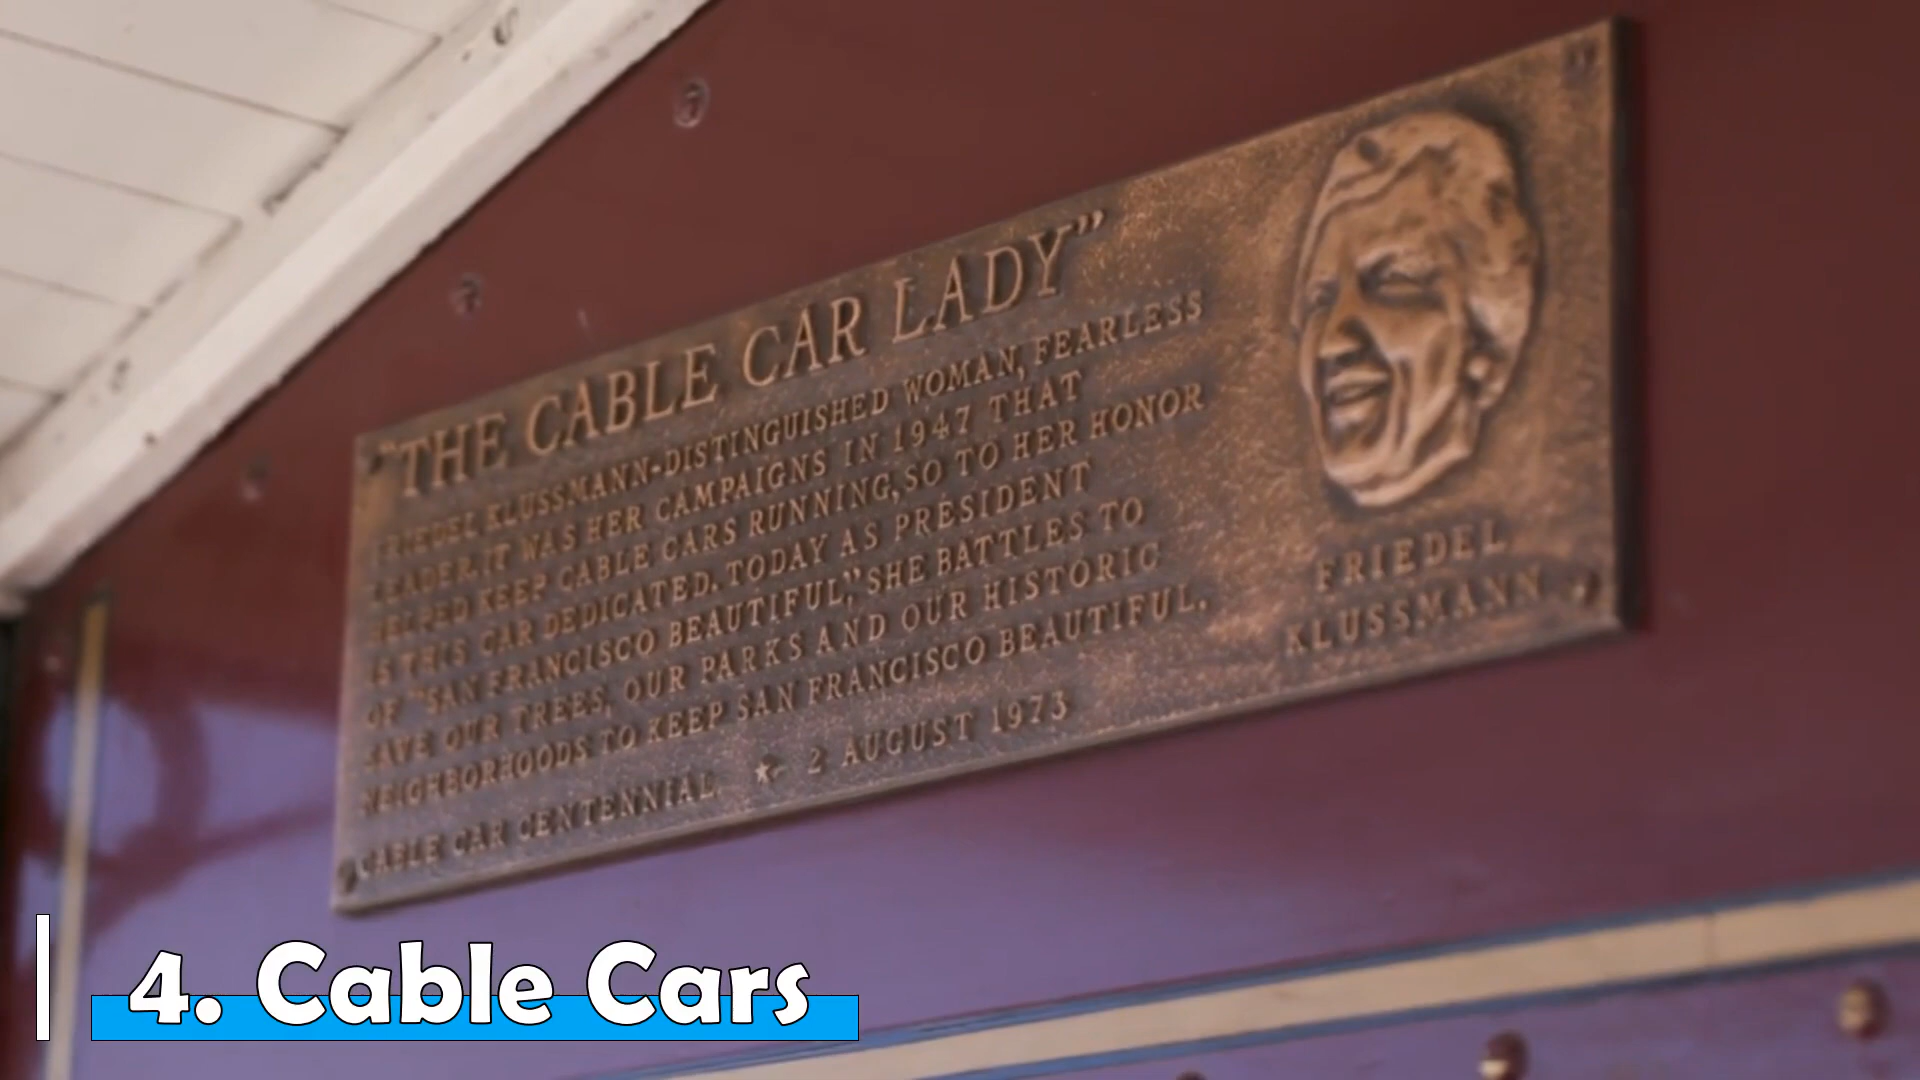 "THE CABLE CAR LADY"
FRIEDEL KLUSSMANN-DISTINGUISHED WOMAN, FEARLESS
LEADER. IT WAS HER CAMPAIGNS IN 1947 THAT
HELPED KEEP CABLE CARS RUNNING, SO TO HER HONOR
IS THIS CAR DEDICATED. TODAY AS PRESIDENT
OF "SAN FRANCISCO BEAUTIFUL," SHE BATTLES TO
SAVE OUR TREES, OUR PARKS AND OUR HISTORIC
NEIGHBORHOODS TO KEEP SAN FRANCISCO BEAUTIFUL.
CABLE CAR CENTENNIAL ★ 2 AUGUST 1973
FRIEDEL
KLUSSMANN
4. Cable Cars